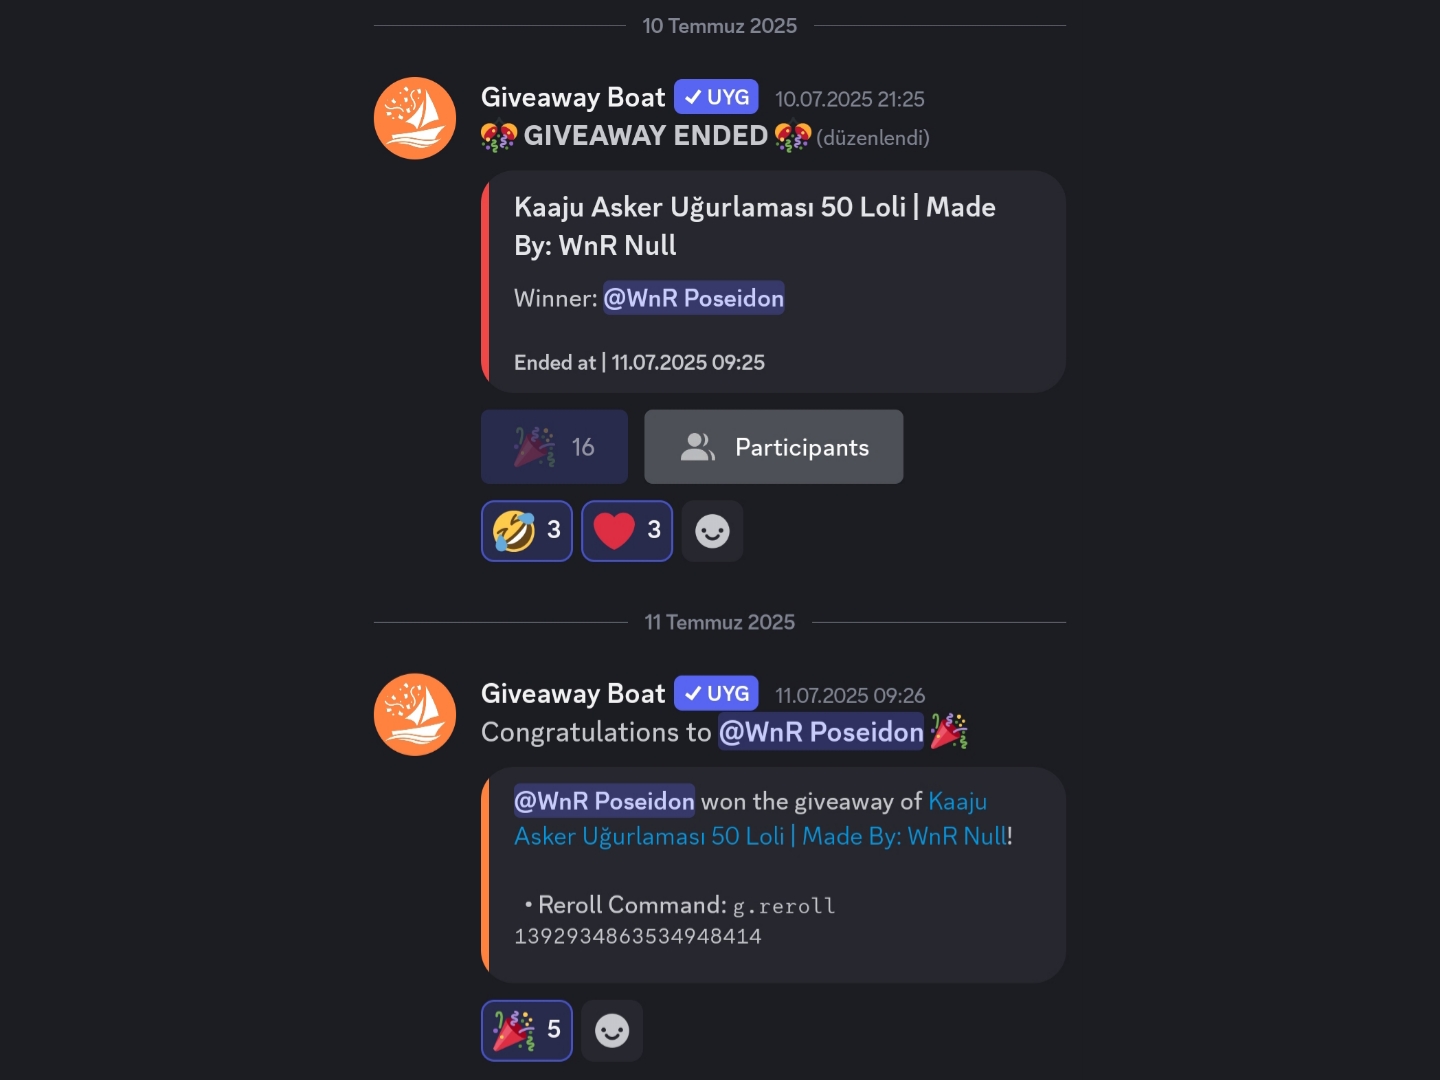 10 Temmuz 2025
Giveaway Boat ✓ UYG 10.07.2025 21:25
🎊 GIVEAWAY ENDED 🎊 (düzenlendi)
Kaaju Asker Uğurlaması 50 Loli | Made
By: WnR Null
Winner: @WnR Poseidon
Ended at | 11.07.2025 09:25
🎉 16 Participants
🤣 3 ❤️ 3
11 Temmuz 2025
Giveaway Boat ✓ UYG 11.07.2025 09:26
Congratulations to @WnR Poseidon 🎉
@WnR Poseidon won the giveaway of Kaaju
Asker Uğurlaması 50 Loli | Made By: WnR Null!
• Reroll Command: g.reroll
1392934863534948414
🎉 5